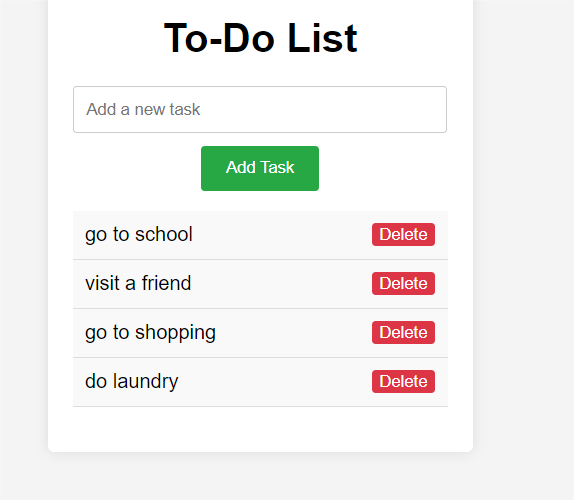 To-Do List
Add a new task
Add Task
go to school Delete
visit a friend Delete
go to shopping Delete
do laundry Delete